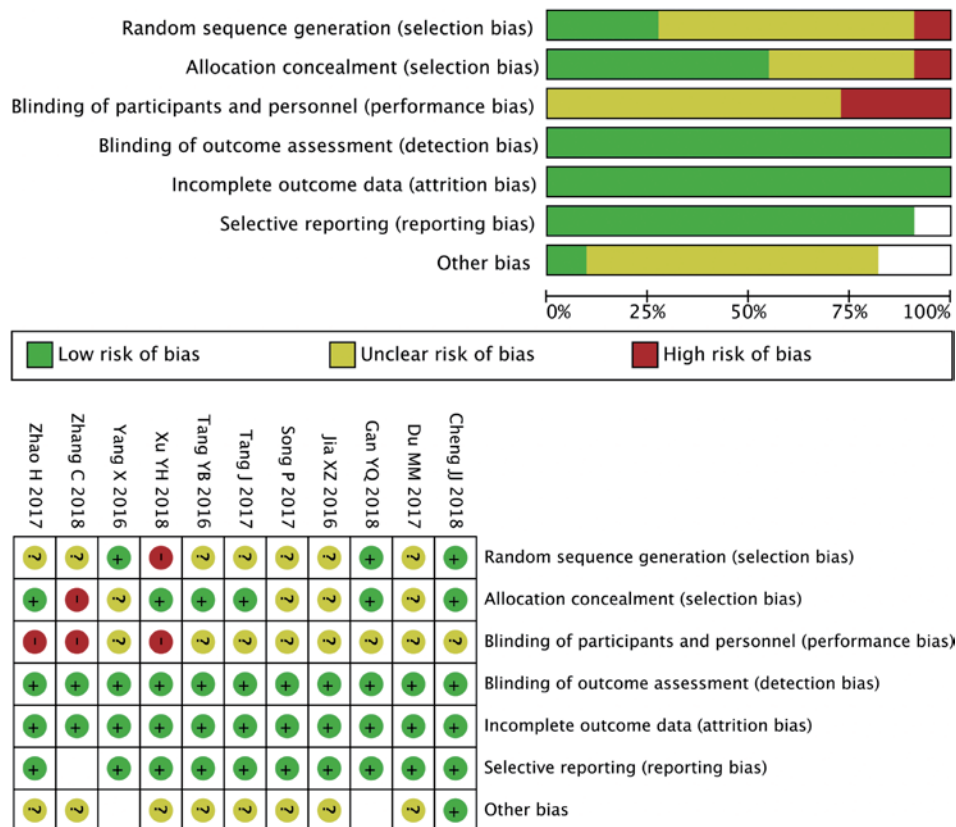 Random sequence generation (selection bias)
Allocation concealment (selection bias)
Blinding of participants and personnel (performance bias)
Blinding of outcome assessment (detection bias)
Incomplete outcome data (attrition bias)
Selective reporting (reporting bias)
Other bias
0% 25% 50% 75% 100%
Low risk of bias Unclear risk of bias High risk of bias
Zhao H 2017
Zhang C 2018
Yang X 2016
Xu YH 2018
Tang YB 2016
Tang J 2017
Song P 2017
Jia XZ 2016
Gan YQ 2018
Du MM 2017
Cheng JJ 2018
? ? + - ? ? ? ? + ? + Random sequence generation (selection bias)
+ - ? + + + ? ? + ? + Allocation concealment (selection bias)
- - ? - ? ? ? ? ? ? ? Blinding of participants and personnel (performance bias)
+ + + + + + + + + + + Blinding of outcome assessment (detection bias)
+ + + + + + + + + + + Incomplete outcome data (attrition bias)
+ + + + + + + + + + Selective reporting (reporting bias)
? ? ? ? ? ? ? ? + Other bias